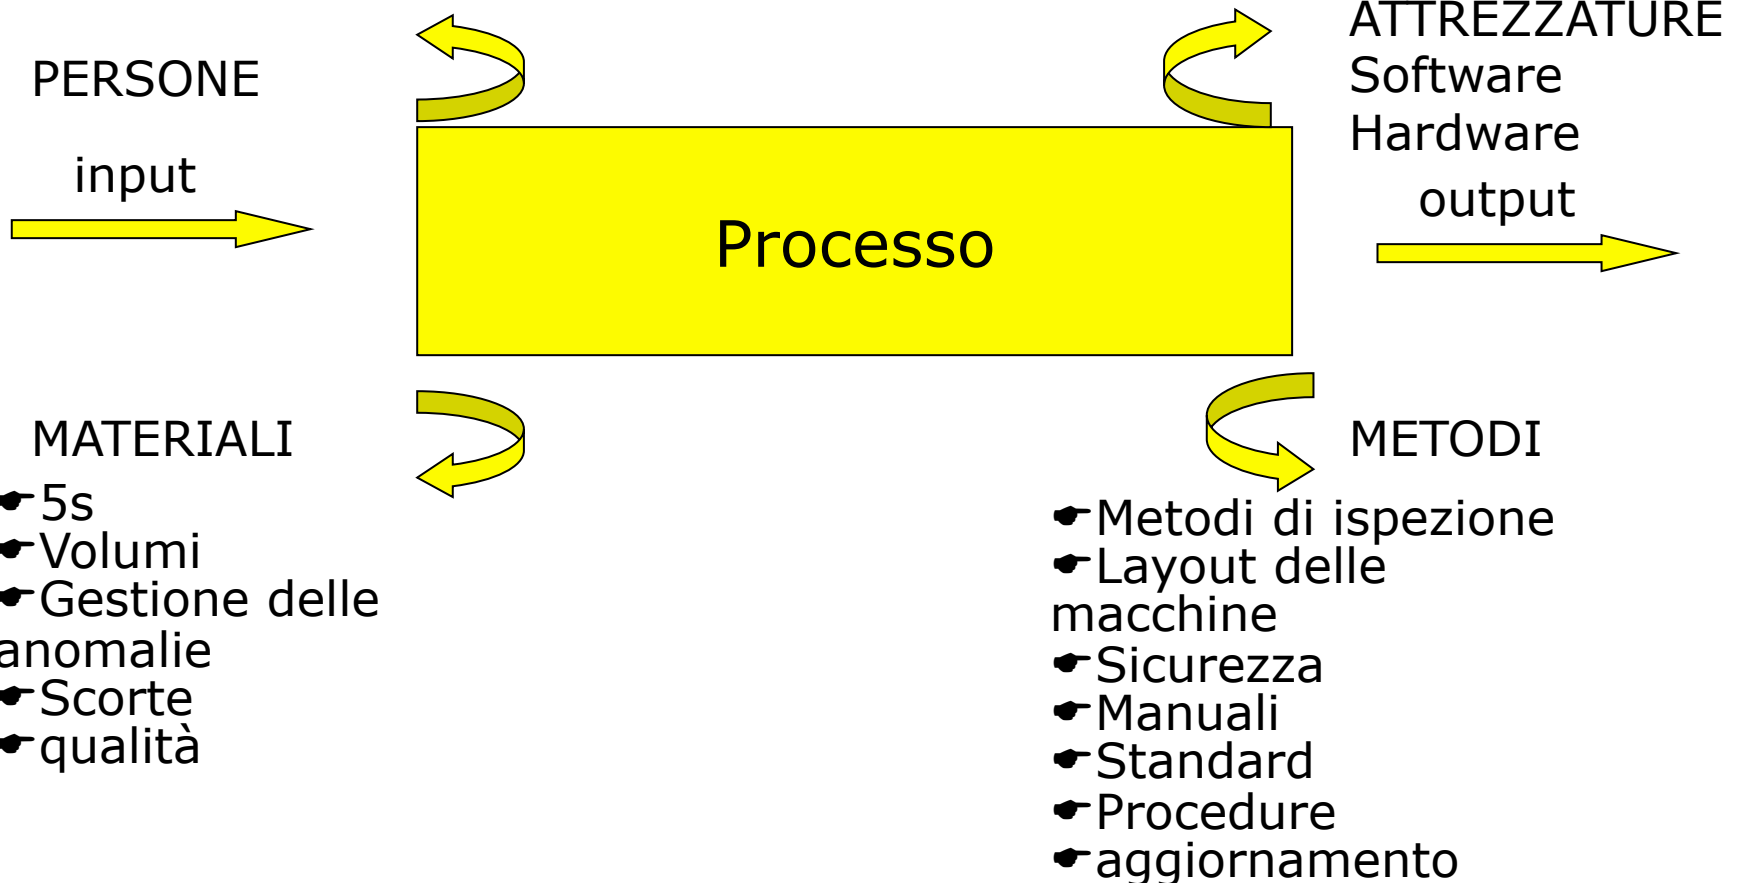 PERSONE
input
ATTREZZATURE
Software
Hardware
output
Processo
MATERIALI
5s
Volumi
Gestione delle
anomalie
Scorte
qualità
METODI
Metodi di ispezione
Layout delle
macchine
Sicurezza
Manuali
Standard
Procedure
aggiornamento